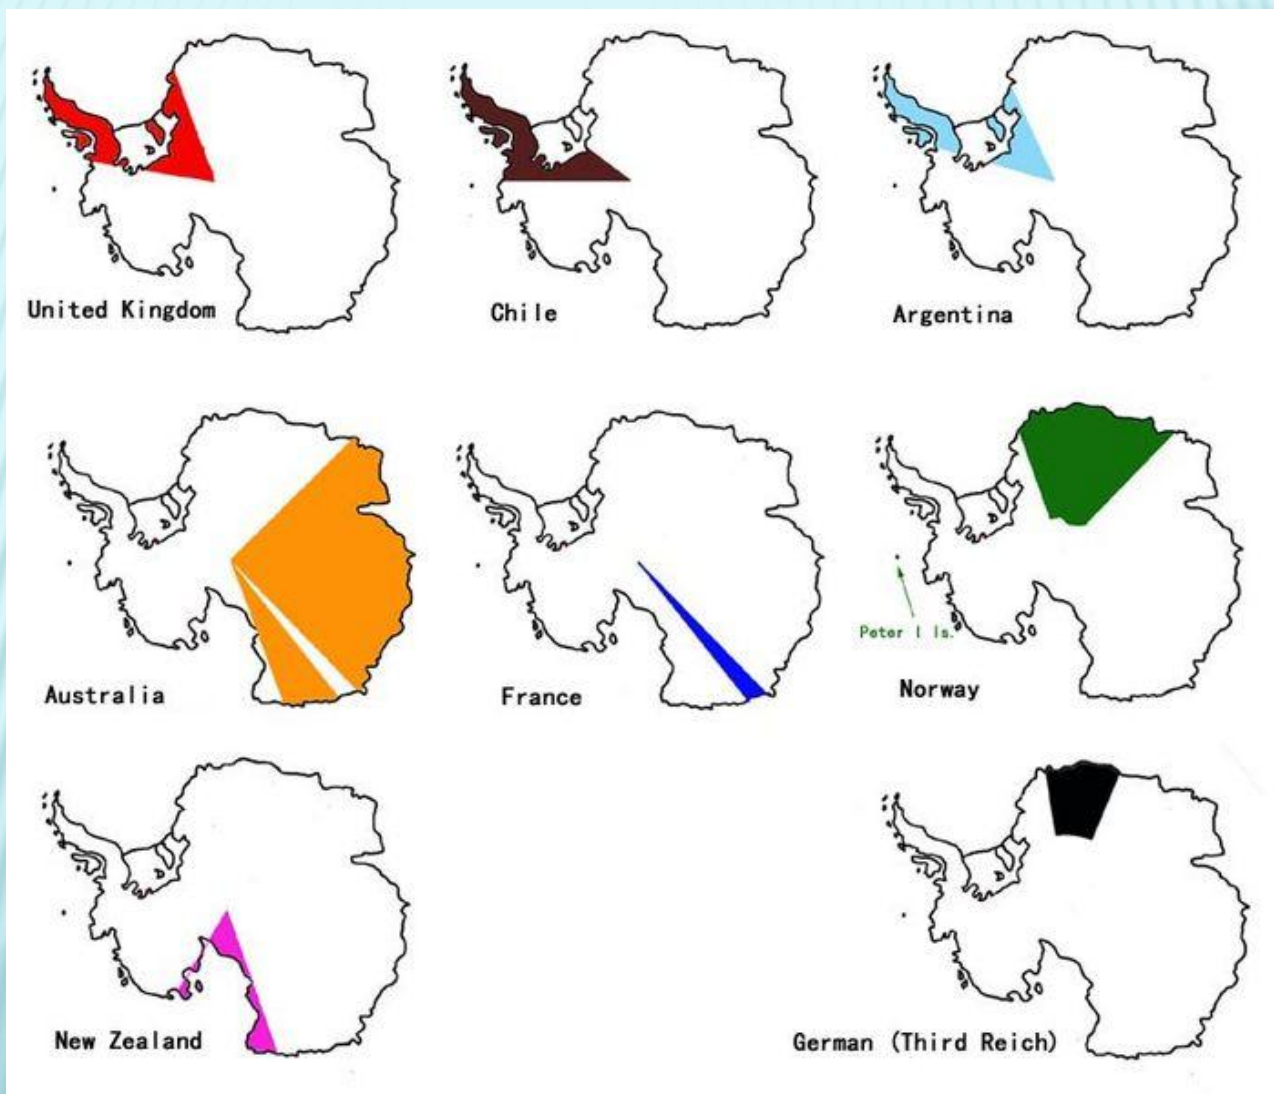 United Kingdom
Chile
Argentina
Peter I Is.
Australia
France
Norway
New Zealand
German (Third Reich)